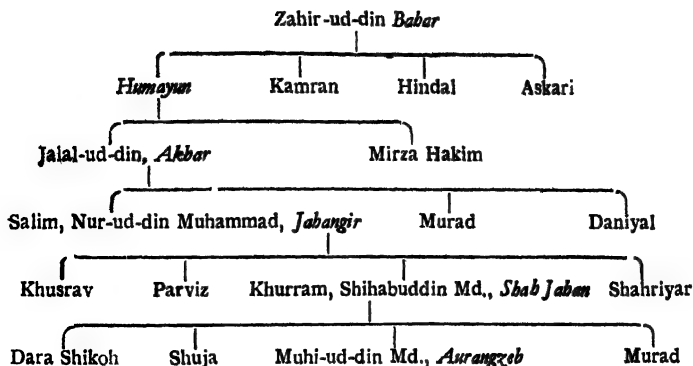 Zahir-ud-din Babar
Humayun Kamran Hindal Askari
Jalal-ud-din, Akbar Mirza Hakim
Salim, Nur-ud-din Muhammad, Jahangir Murad Daniyal
Khusrav Parviz Khurram, Shihabuddin Md., Shah Jahan Shahriyar
Dara Shikoh Shuja Muhi-ud-din Md., Aurangzeb Murad